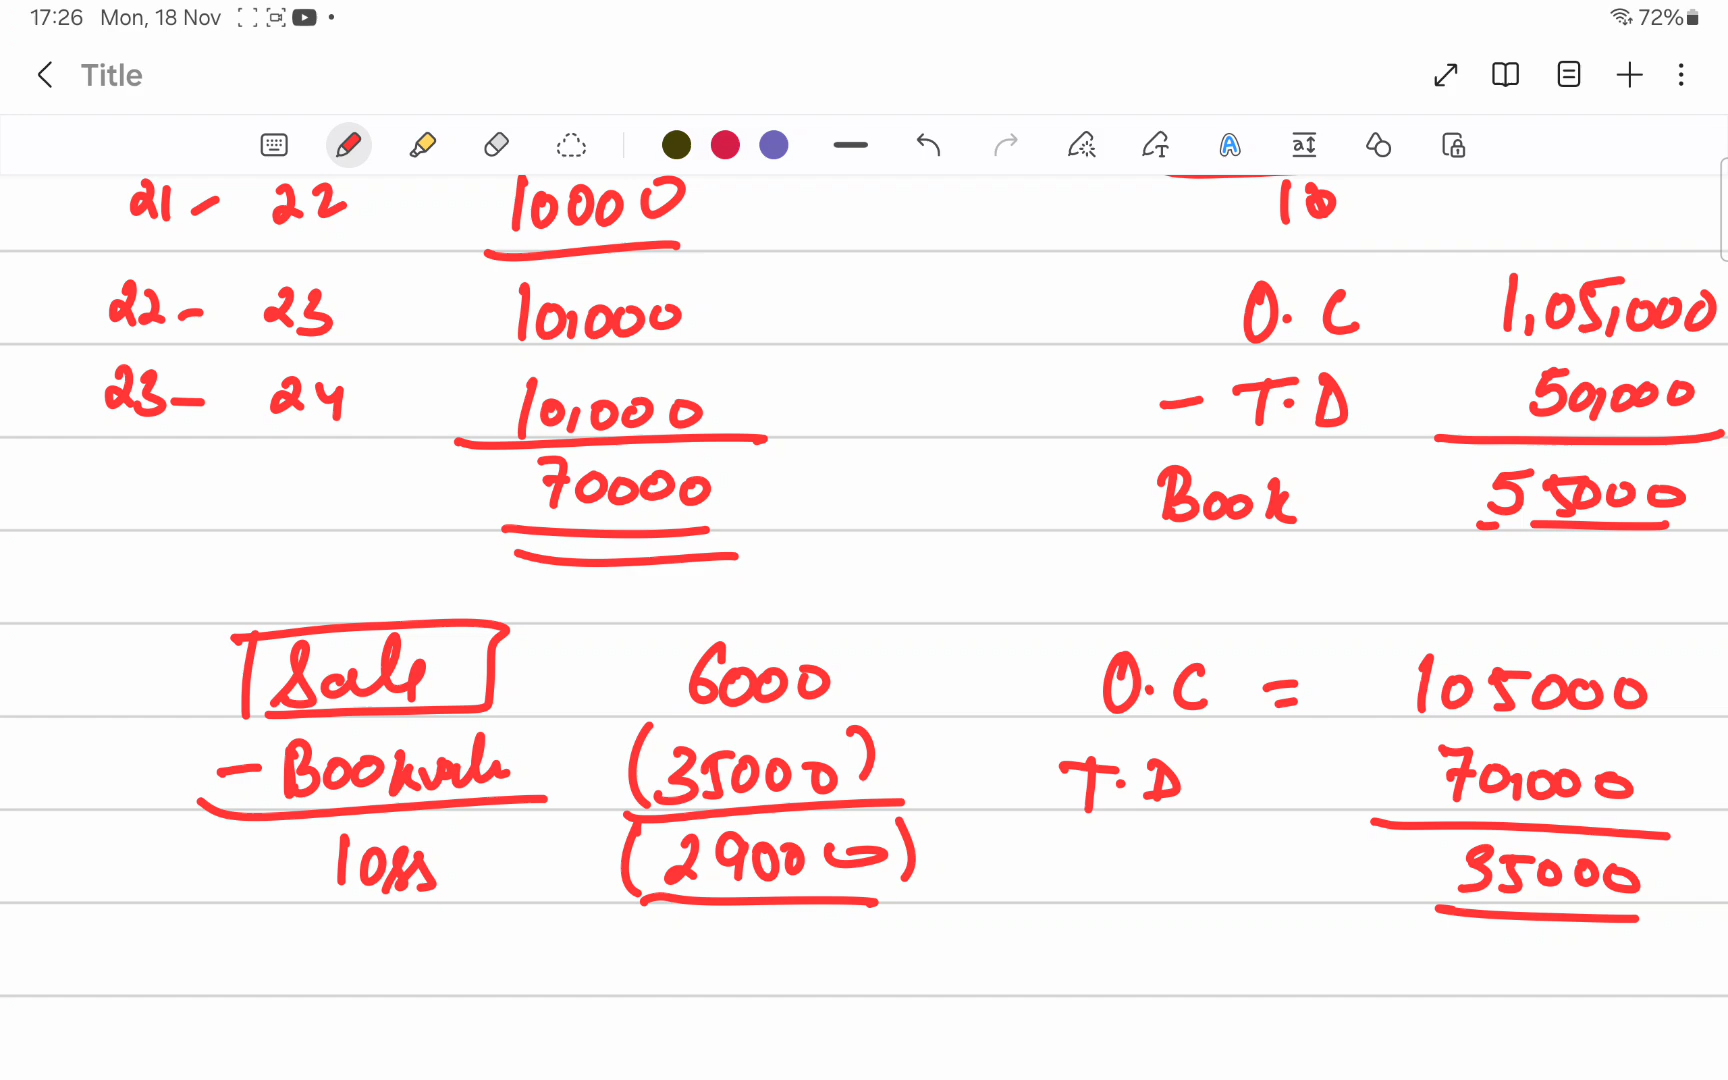 17:26 Mon, 18 Nov 72%
Title
21 - 22 10000 10
22 - 23 10,000 O.C 1,05,000
23 - 24 10,000 - T.D 50,000
70000 Book 55000
Sale 6000 O.C = 105000
- Bookvale (35000) T.D 70,000
loss (29000) 35000